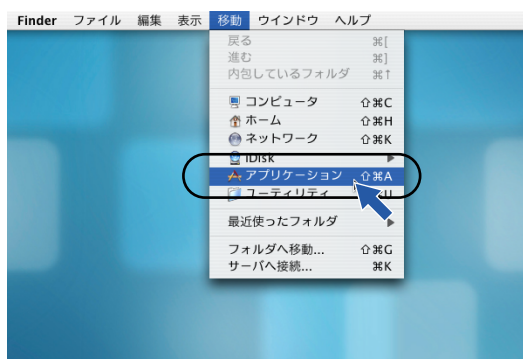 Finder ファイル 編集 表示 移動 ウインドウ ヘルプ
戻る ⌘[
進む ⌘]
内包しているフォルダ ⌘↑
コンピュータ ⇧⌘C
ホーム ⇧⌘H
ネットワーク ⇧⌘K
iDisk ▶
アプリケーション ⇧⌘A
ユーティリティ ⇧⌘U
最近使ったフォルダ ▶
フォルダへ移動... ⇧⌘G
サーバへ接続... ⌘K